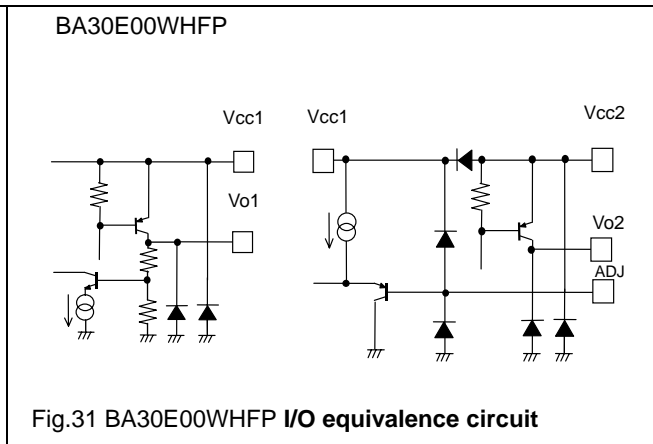 BA30E00WHFP
Vcc1
Vo1
Vcc1
Vcc2
Vo2
ADJ
Fig.31 BA30E00WHFP I/O equivalence circuit